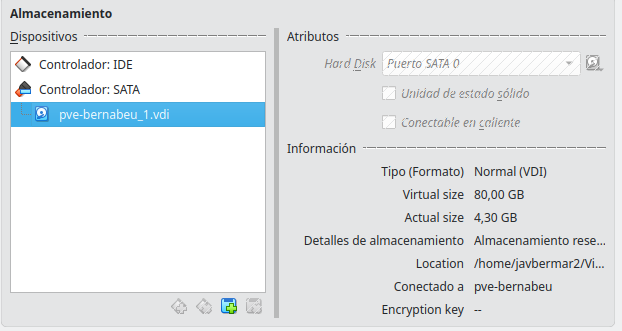 Almacenamiento
Dispositivos
Controlador: IDE
Controlador: SATA
pve-bernabeu_1.vdi
Atributos
Hard Disk Puerto SATA 0
Unidad de estado sólido
Conectable en caliente
Información
Tipo (Formato) Normal (VDI)
Virtual size 80,00 GB
Actual size 4,30 GB
Detalles de almacenamiento Almacenamiento rese...
Location /home/javbermar2/Vi...
Conectado a pve-bernabeu
Encryption key --